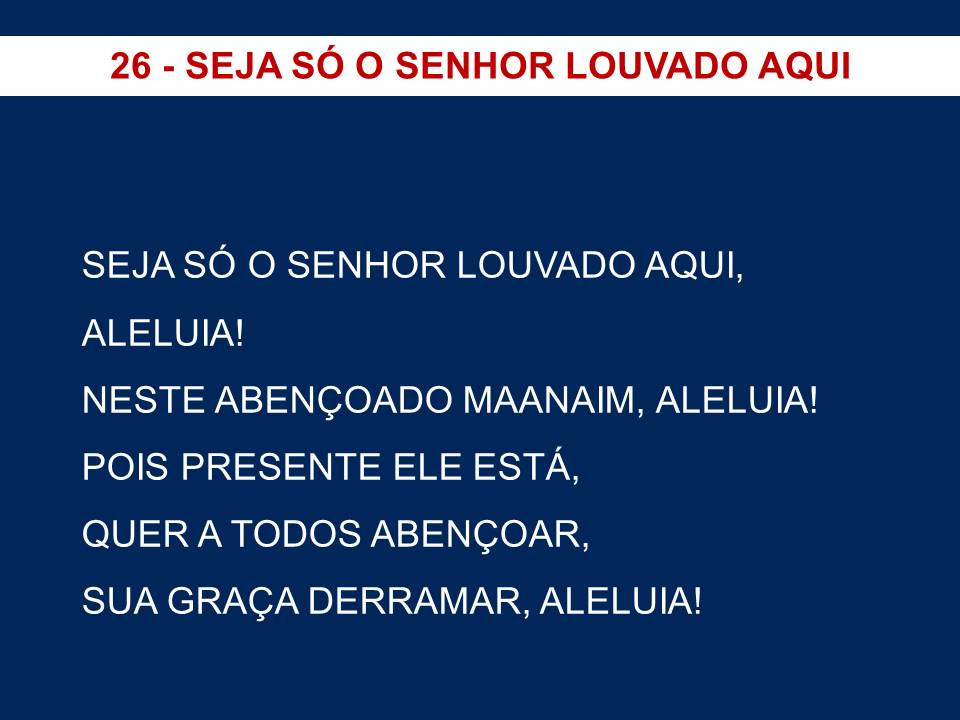 26 - SEJA SÓ O SENHOR LOUVADO AQUI
SEJA SÓ O SENHOR LOUVADO AQUI,
ALELUIA!
NESTE ABENÇOADO MAANAIM, ALELUIA!
POIS PRESENTE ELE ESTÁ,
QUER A TODOS ABENÇOAR,
SUA GRAÇA DERRAMAR, ALELUIA!